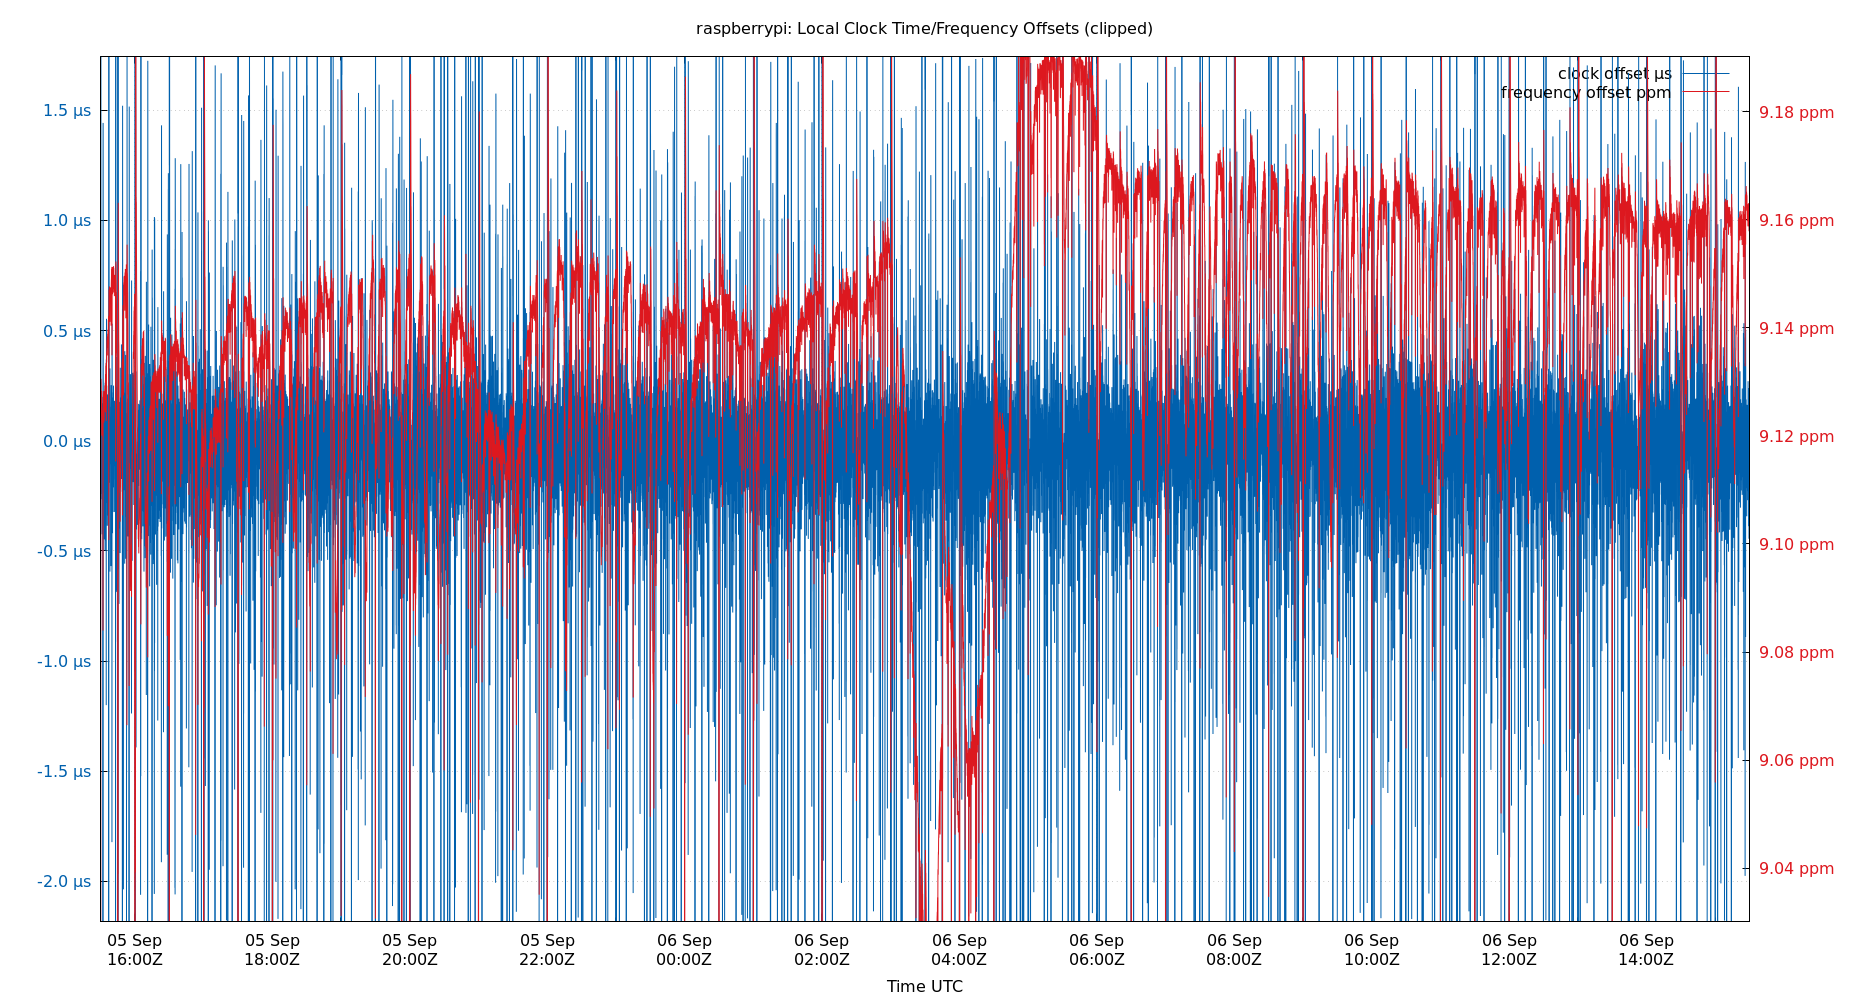 raspberrypi: Local Clock Time/Frequency Offsets (clipped)
clock offset µs
frequency offset ppm
1.5 µs
1.0 µs
0.5 µs
0.0 µs
-0.5 µs
-1.0 µs
-1.5 µs
-2.0 µs
9.18 ppm
9.16 ppm
9.14 ppm
9.12 ppm
9.10 ppm
9.08 ppm
9.06 ppm
9.04 ppm
05 Sep 05 Sep 05 Sep 05 Sep 06 Sep 06 Sep 06 Sep 06 Sep 06 Sep 06 Sep 06 Sep 06 Sep
16:00Z 18:00Z 20:00Z 22:00Z 00:00Z 02:00Z 04:00Z 06:00Z 08:00Z 10:00Z 12:00Z 14:00Z
Time UTC